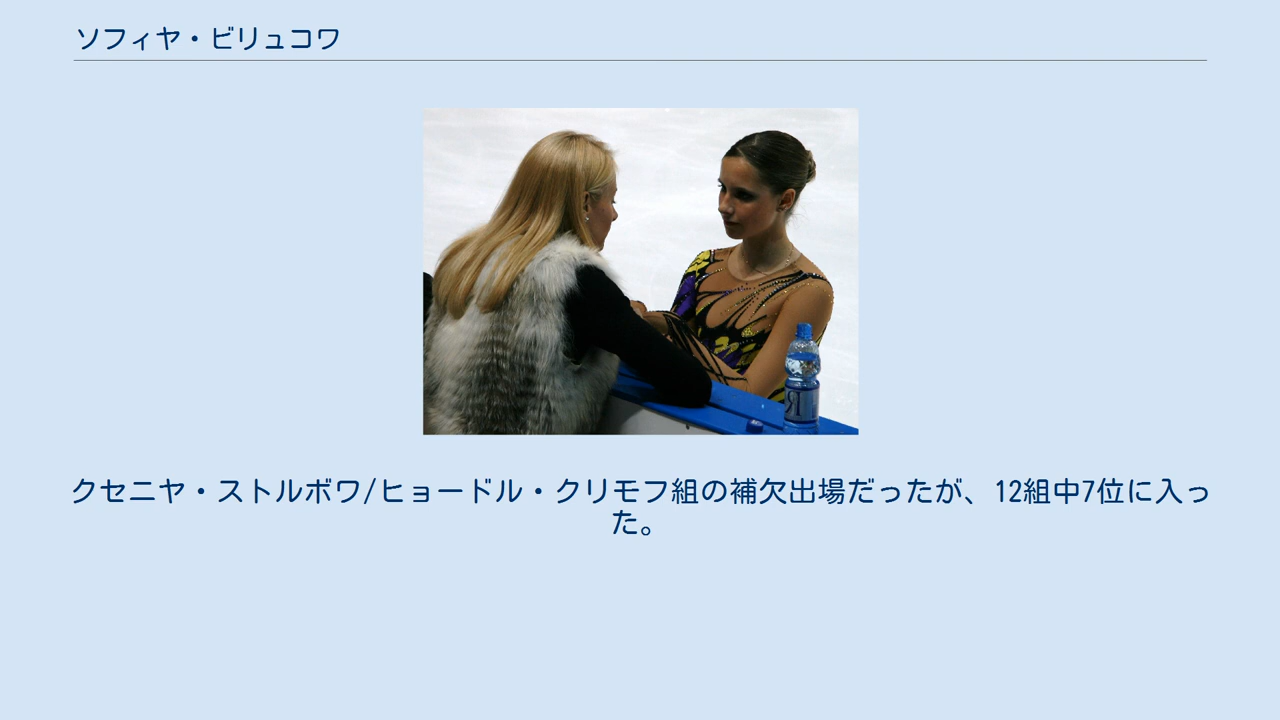 ソフィヤ・ビリュコワ
クセニヤ・ストルボワ/ヒョードル・クリモフ組の補欠出場だったが、12組中7位に入っ
た。